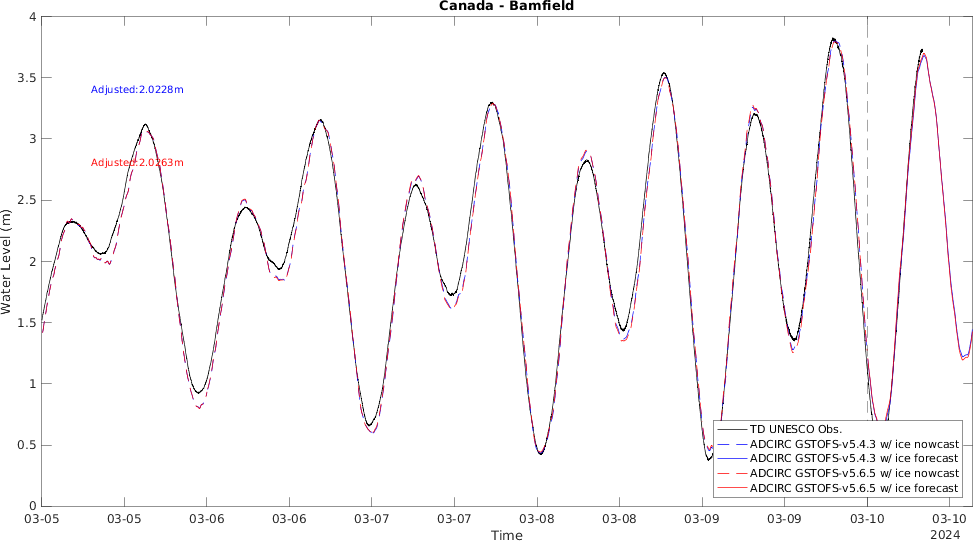 Canada - Bamfield
4
3.5
3
2.5
2
1.5
1
0.5
0
Water Level (m)
Adjusted:2.0228m
Adjusted:2.0263m
TD UNESCO Obs.
ADCIRC GSTOFS-v5.4.3 w/ ice nowcast
ADCIRC GSTOFS-v5.4.3 w/ ice forecast
ADCIRC GSTOFS-v5.6.5 w/ ice nowcast
ADCIRC GSTOFS-v5.6.5 w/ ice forecast
03-05 03-05 03-06 03-06 03-07 03-07 03-08 03-08 03-09 03-09 03-10 03-10
Time 2024